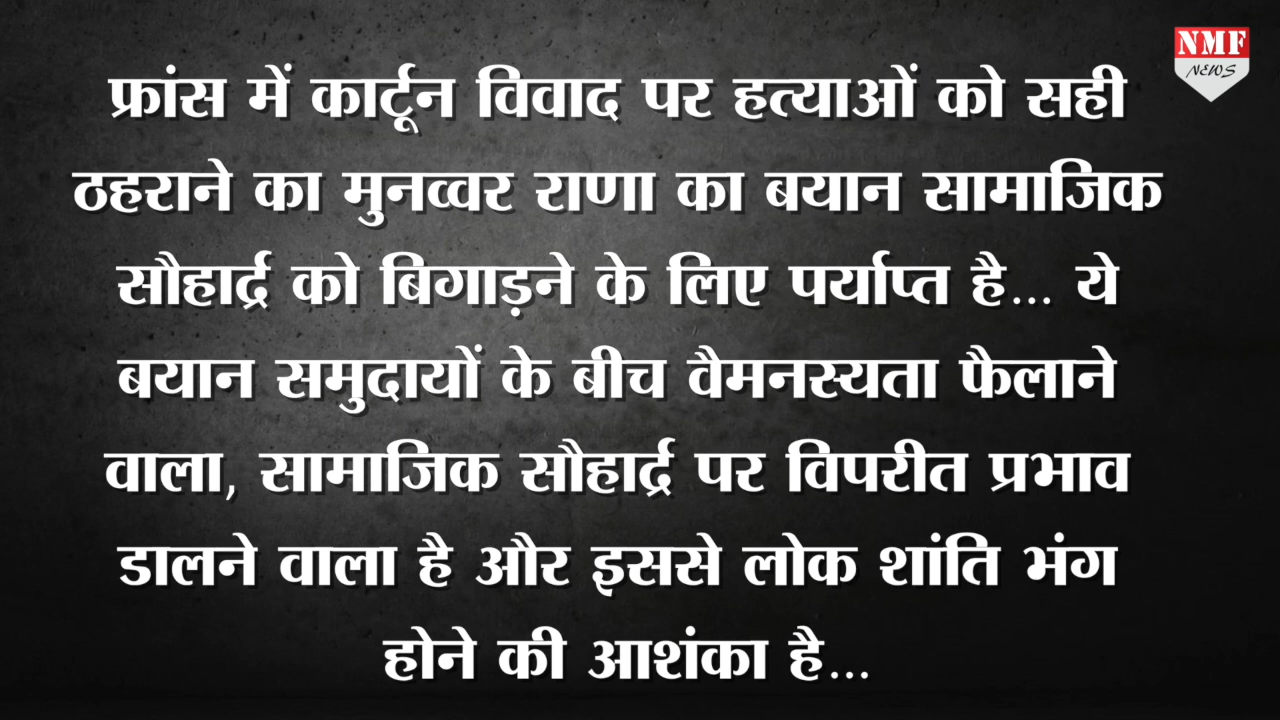 NMF
NEWS
फ्रांस में कार्टून विवाद पर हत्याओं को सही
ठहराने का मुनव्वर राणा का बयान सामाजिक
सौहार्द्र को बिगाड़ने के लिए पर्याप्त है... ये
बयान समुदायों के बीच वैमनस्यता फैलाने
वाला, सामाजिक सौहार्द्र पर विपरीत प्रभाव
डालने वाला है और इससे लोक शांति भंग
होने की आशंका है...